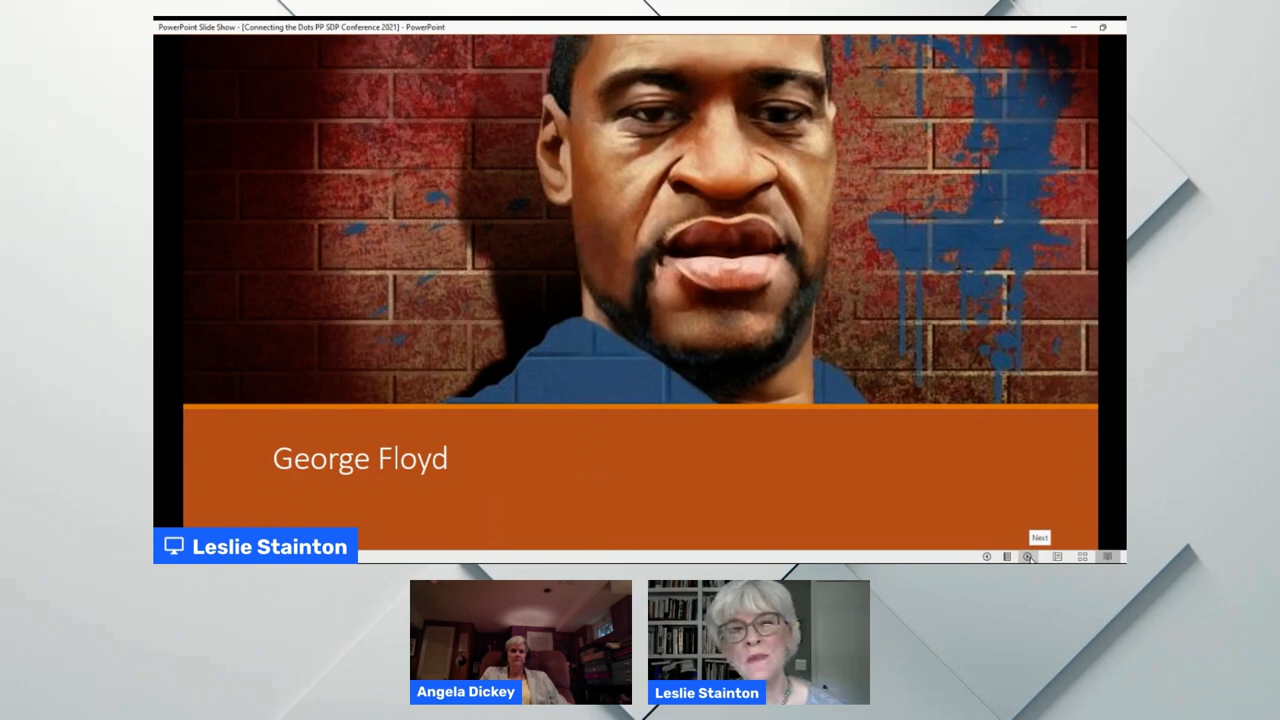 PowerPoint Slide Show - [Connecting the Dots PP SDP Conference 2021] - PowerPoint
George Floyd
Next
Leslie Stainton
Angela Dickey
Leslie Stainton